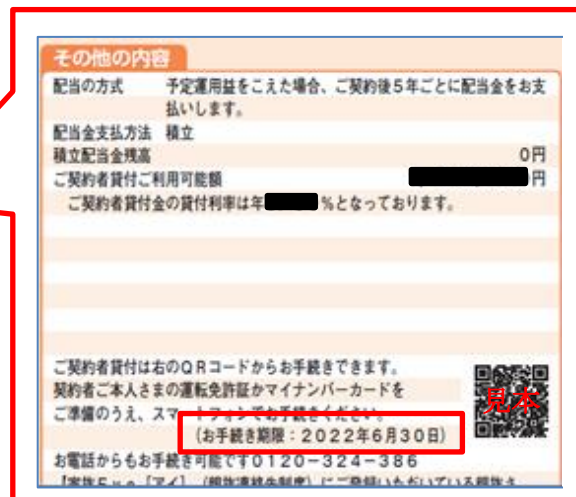 その他の内容
配当の方式 予定運用益をこえた場合、ご契約後5年ごとに配当金をお支
払いします。
配当金支払方法 積立
積立配当金残高 0円
ご契約者貸付ご利用可能額 円
ご契約者貸付金の貸付利率は年 %となっております。
ご契約者貸付は右のQRコードからお手続きできます。
契約者ご本人さまの運転免許証かマイナンバーカードを
ご準備のうえ、スマートフォンでお手続きください。
見本
(お手続き期限:2022年6月30日)
お電話からもお手続き可能です0120-324-386